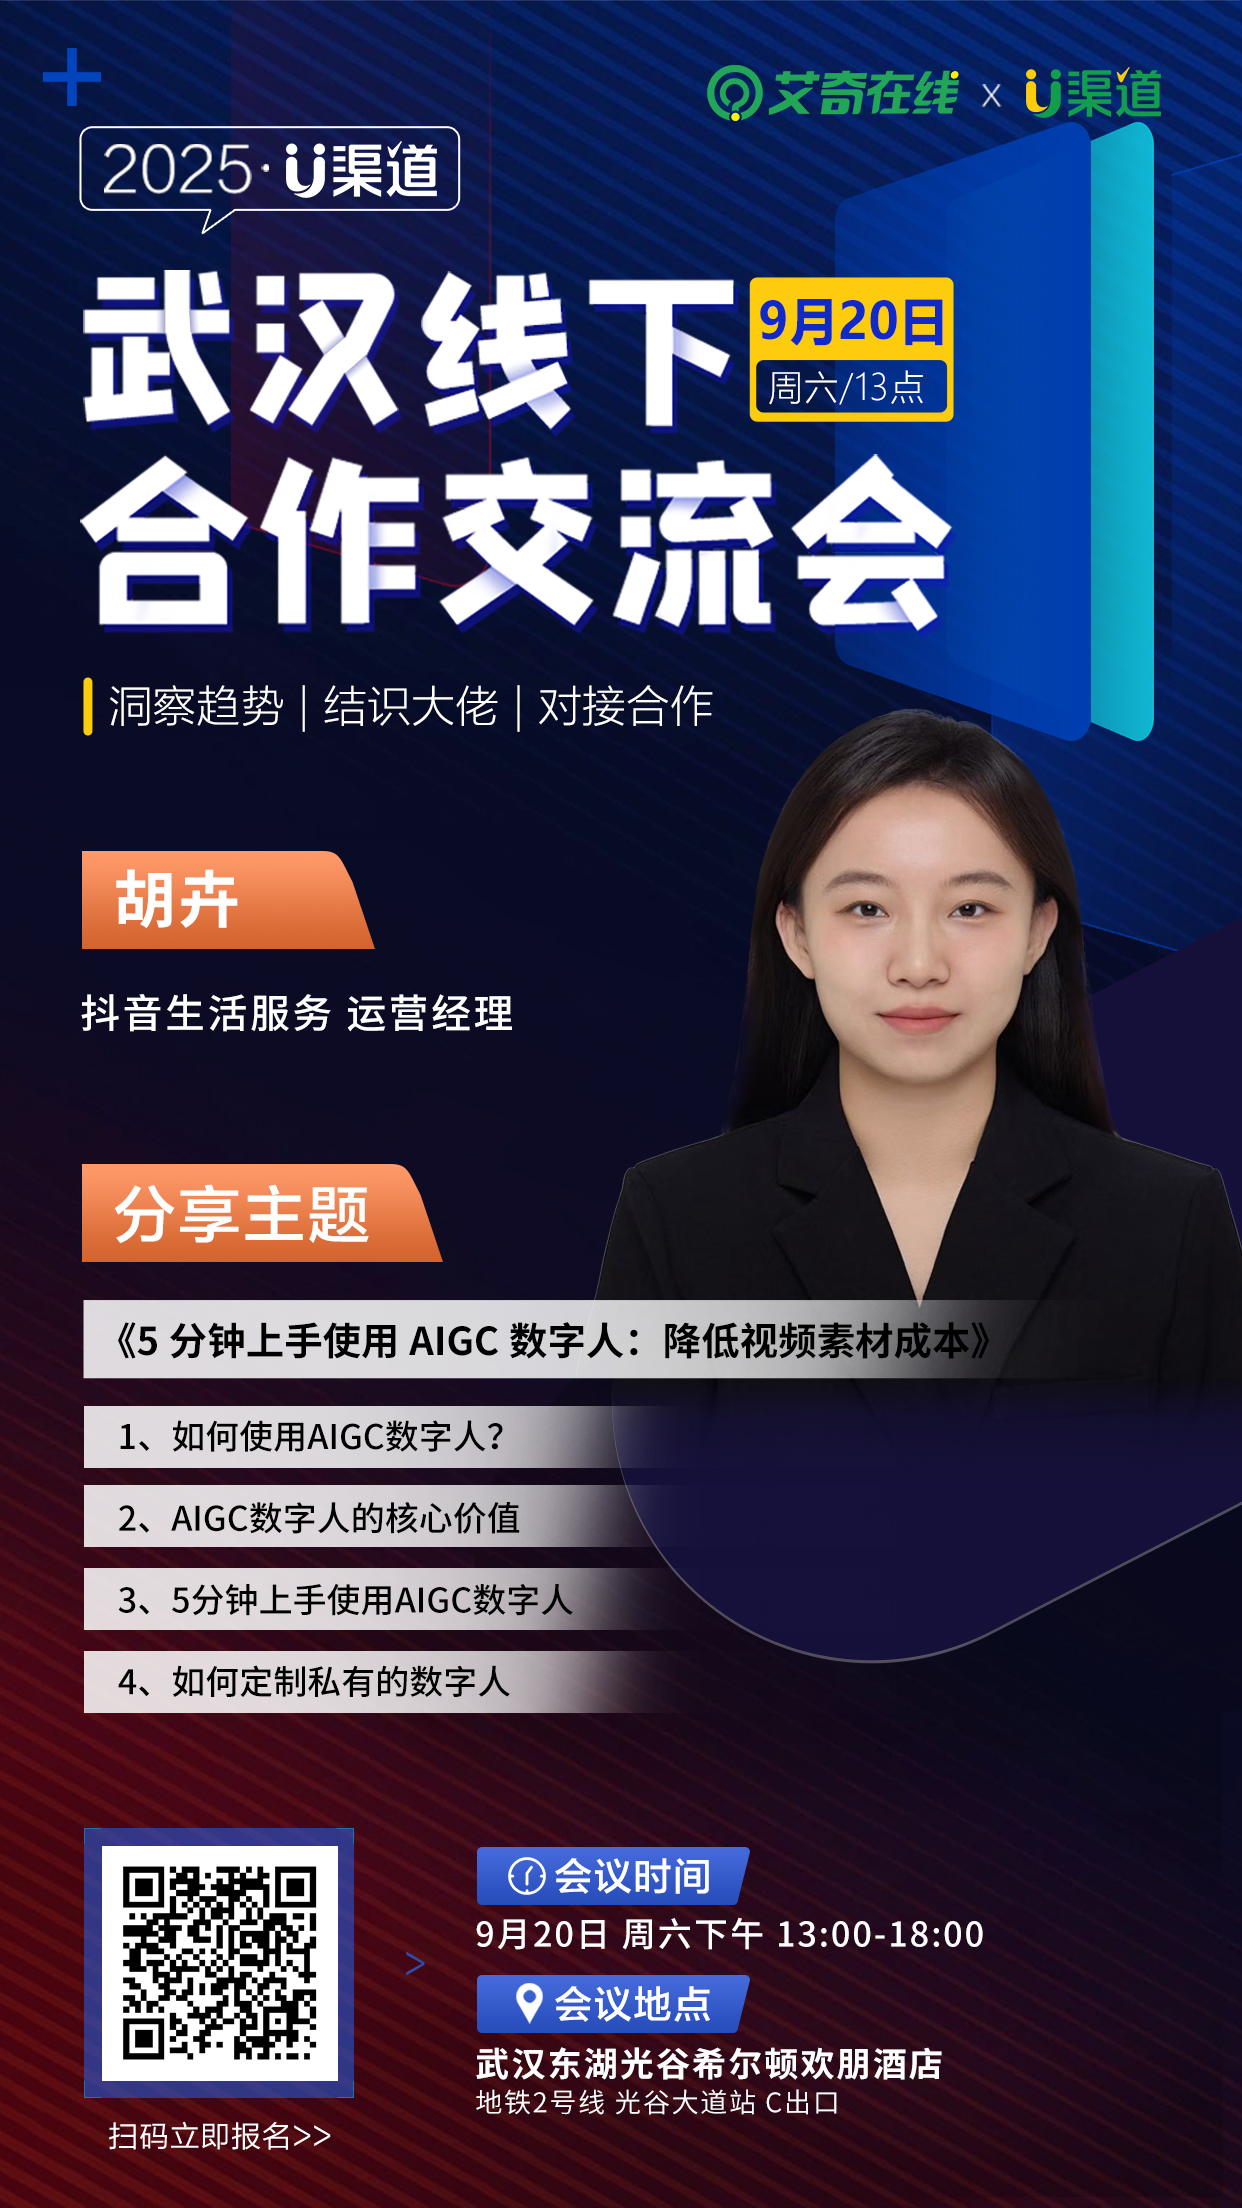 艾奇在线 x U渠道
2025·U渠道
武汉线下
9月20日
周六/13点
合作交流会
洞察趋势|结识大佬|对接合作
胡卉
抖音生活服务 运营经理
分享主题
《5 分钟上手使用 AIGC 数字人：降低视频素材成本》
1、如何使用AIGC数字人？
2、AIGC数字人的核心价值
3、5分钟上手使用AIGC数字人
4、如何定制私有的数字人
会议时间
9月20日 周六下午 13:00-18:00
>
会议地点
武汉东湖光谷希尔顿欢朋酒店
地铁2号线 光谷大道站 C出口
扫码立即报名>>